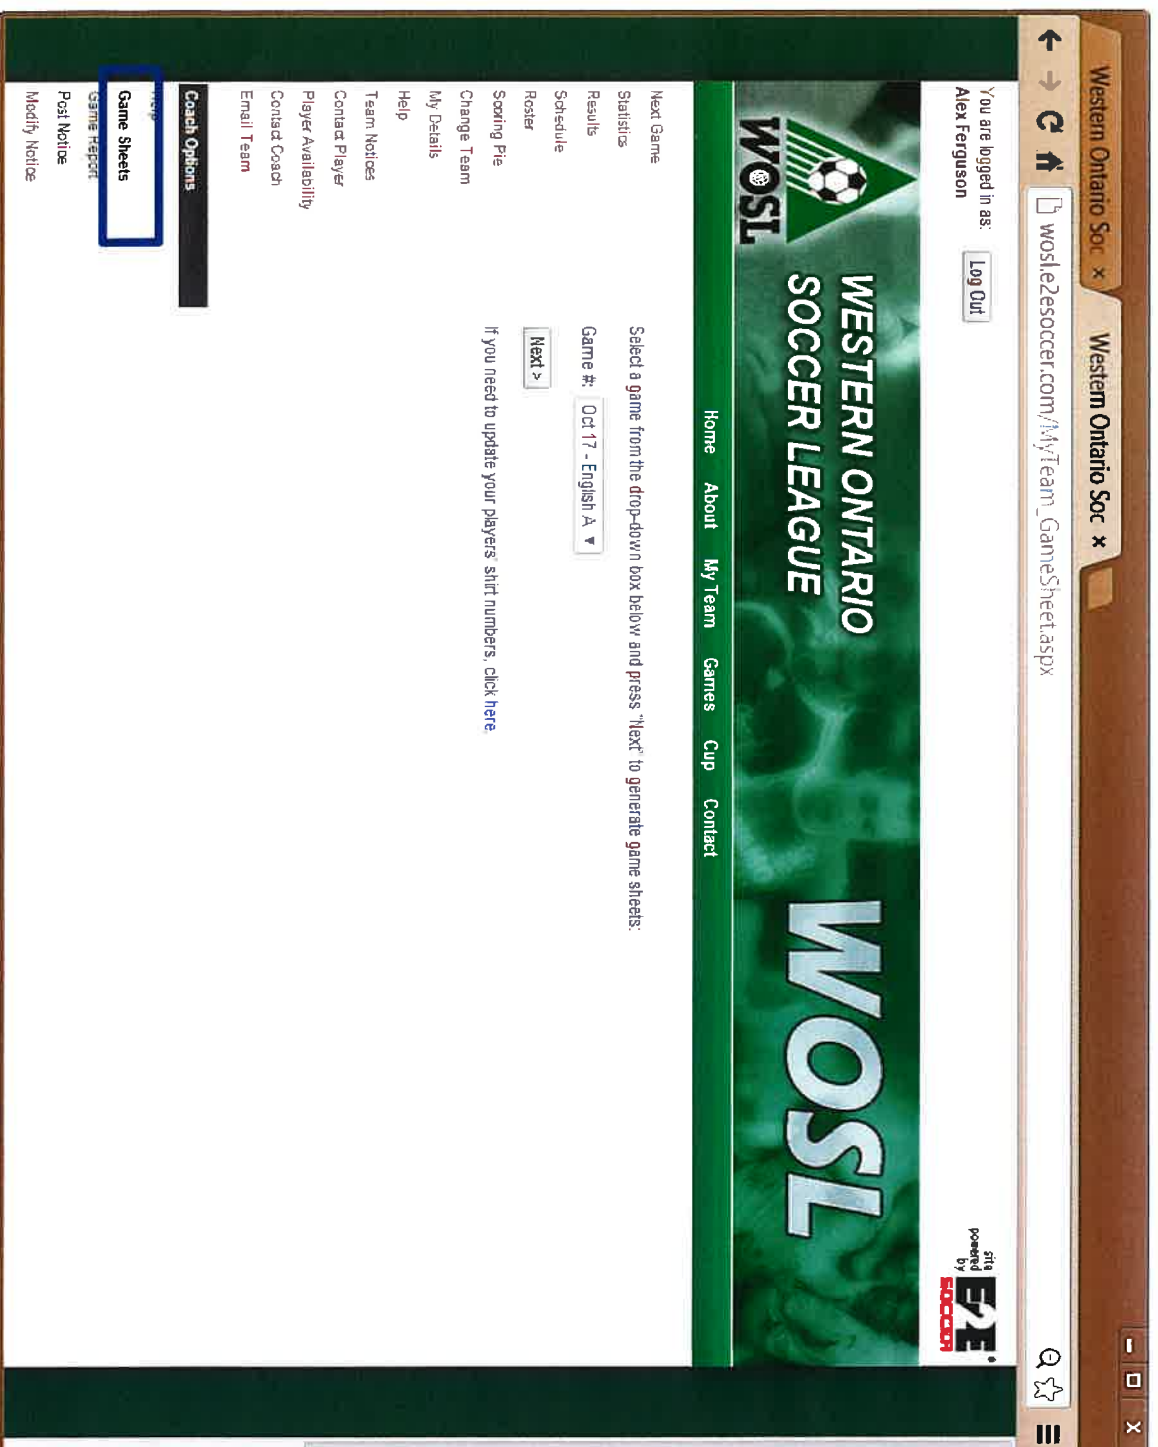 Western Ontario Soc x
Western Ontario Soc x
wosl.e2esoccer.com/MyTeam_GameSheet.aspx
You are logged in as:
Alex Ferguson
Log Out
site
powered
by
E2E
SOCCER
WOSL
WESTERN ONTARIO
SOCCER LEAGUE
WOSL
Home About My Team Games Cup Contact
Next Game
Statistics
Results
Schedule
Roster
Scoring Pie
Change Team
My Details
Help
Team Notices
Contact Player
Player Availability
Contact Coach
Email Team
Coach Options
Help
Game Sheets
Game Report
Post Notice
Modify Notice
Select a game from the drop-down box below and press "Next" to generate game sheets:
Game #: Oct 17 - English A
Next >
If you need to update your players' shirt numbers, click here.